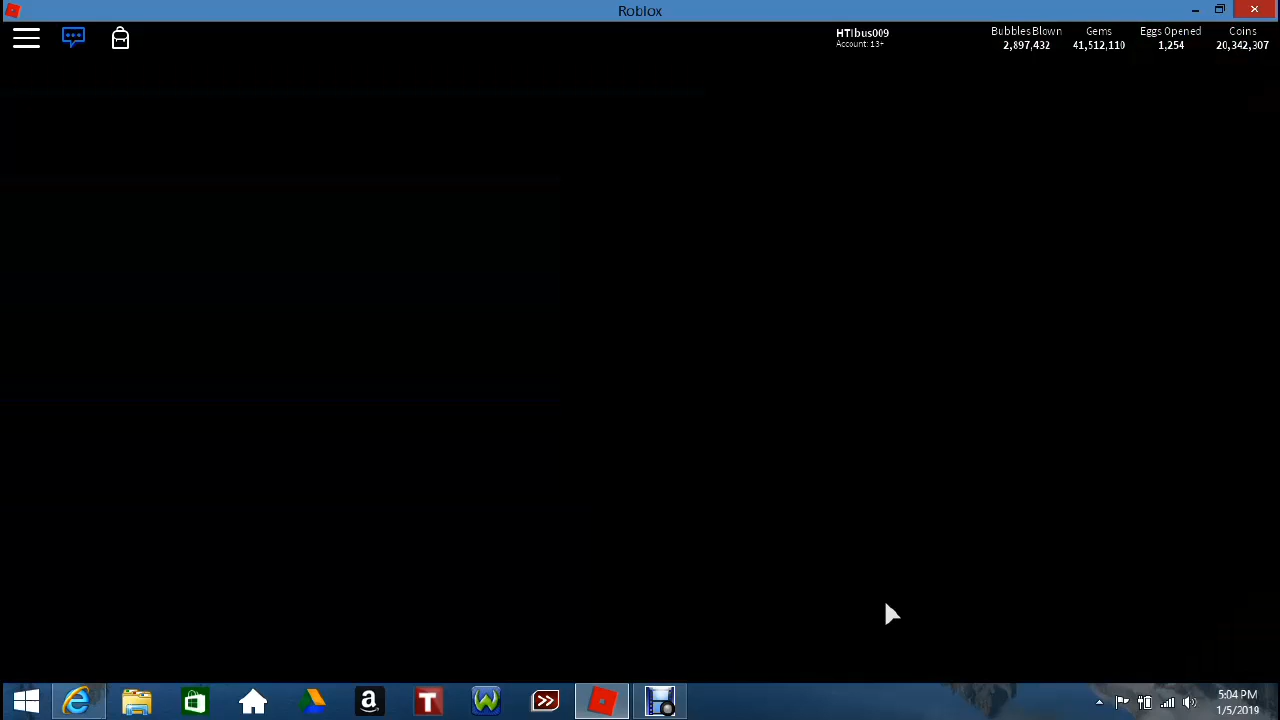 Roblox
HTIbus009
Account: 13+
Bubbles Blown
2,897,432
Gems
41,512,110
Eggs Opened
1,254
Coins
20,342,307
a
T
W
5:04 PM
1/5/2019